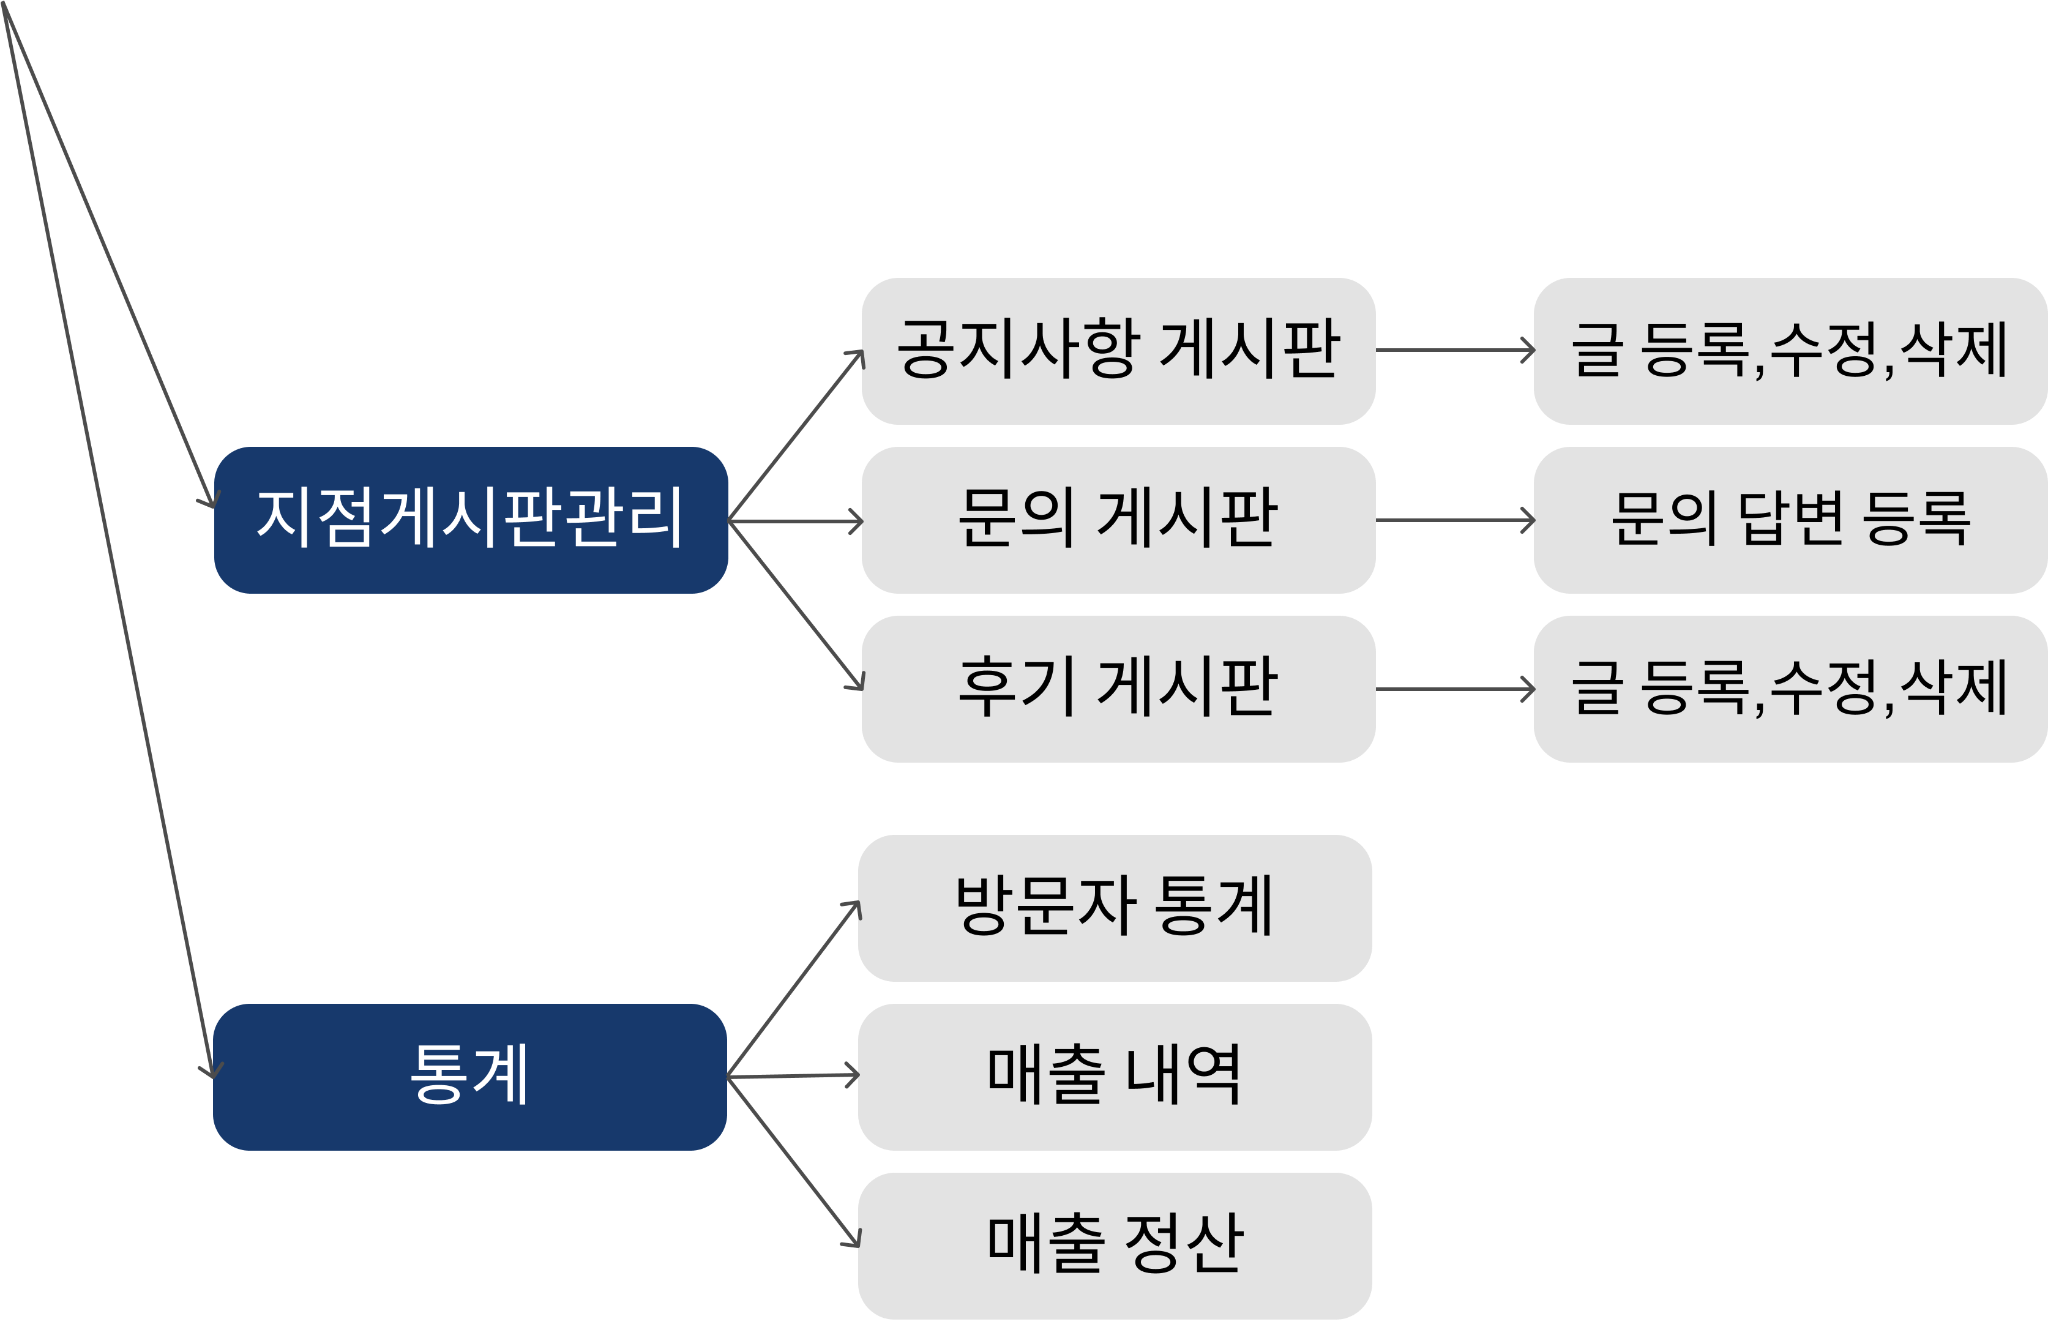 지점게시판관리
공지사항 게시판
글 등록,수정,삭제
문의 게시판
문의 답변 등록
후기 게시판
글 등록,수정,삭제
통계
방문자 통계
매출 내역
매출 정산